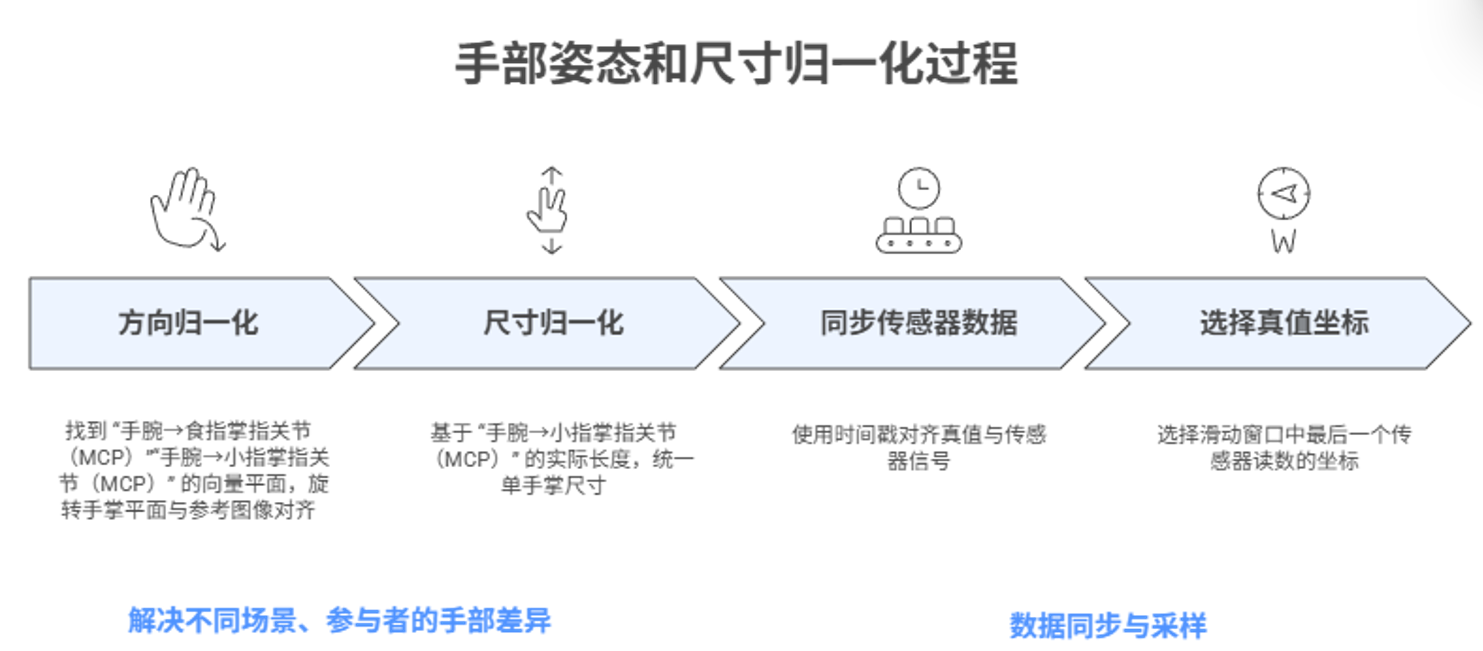 手部姿态和尺寸归一化过程
W
方向归一化
尺寸归一化
同步传感器数据
选择真值坐标
找到“手腕→食指掌指关节
（MCP）”“手腕→小指掌指关
节（MCP）”的向量平面，旋
转手掌平面与参考图像对齐
基于“手腕→小指掌指关节
（MCP）”的实际长度，统一
单手掌尺寸
使用时间戳对齐真值与传感
器信号
选择滑动窗口中最后一个传
感器读数的坐标
解决不同场景、参与者的手部差异
数据同步与采样